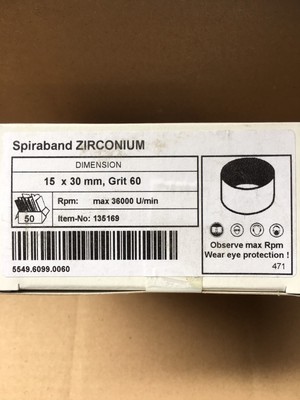 Spiraband ZIRCONIUM
DIMENSION
15 x 30 mm, Grit 60
Rpm: max 36000 U/min
50
Item-No: 135169
5549.6099.0060
Observe max Rpm
Wear eye protection !
471